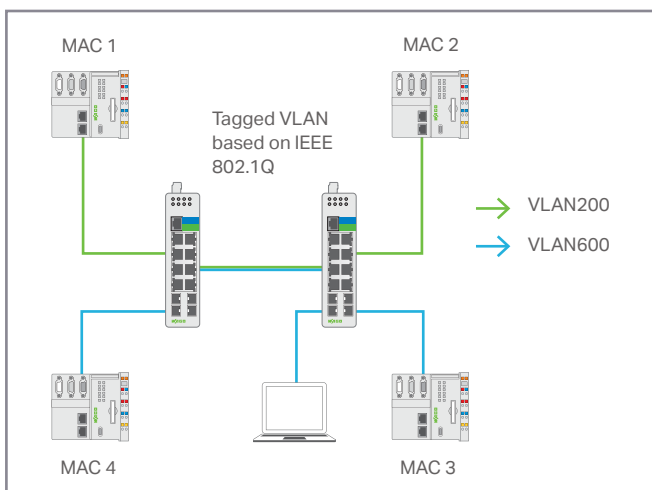 MAC 1
MAC 2
Tagged VLAN
based on IEEE
802.1Q
VLAN200
VLAN600
MAC 4
MAC 3